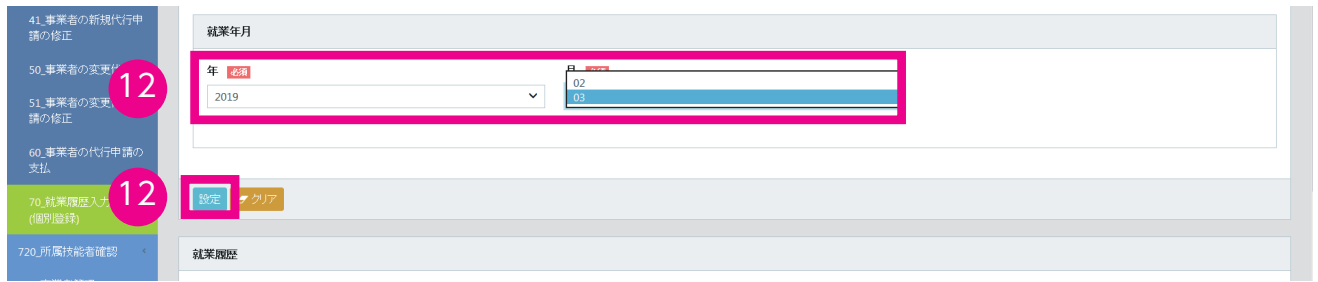 41_事業者の新規代行申
請の修正
50_事業者の変更
51_事業者の変更
請の修正
60_事業者の代行申請の
支払
70_就業履歴入力
(個別登録)
720_所属技能者確認
就業年月
12
年 必須
月
2019
02
03
12
設定
クリア
就業履歴